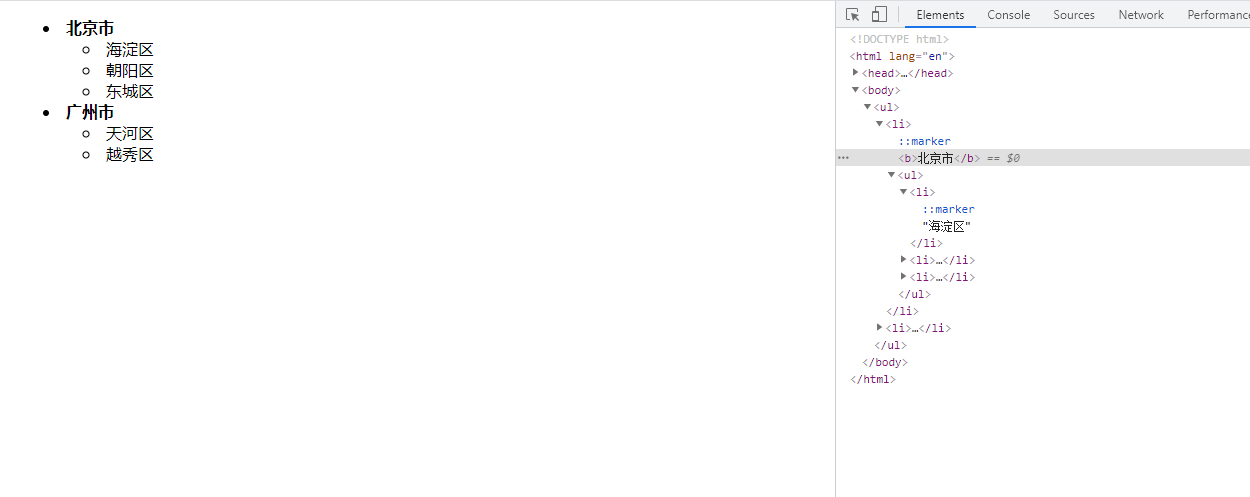 北京市
海淀区
朝阳区
东城区
广州市
天河区
越秀区
Elements Console Sources Network Performance
<!DOCTYPE html>
<html lang="en">
<head>…</head>
<body>
<ul>
<li>
::marker
<b>北京市</b> == $0
<ul>
<li>
::marker
"海淀区"
</li>
<li>…</li>
<li>…</li>
</ul>
</li>
<li>…</li>
</ul>
</body>
</html>